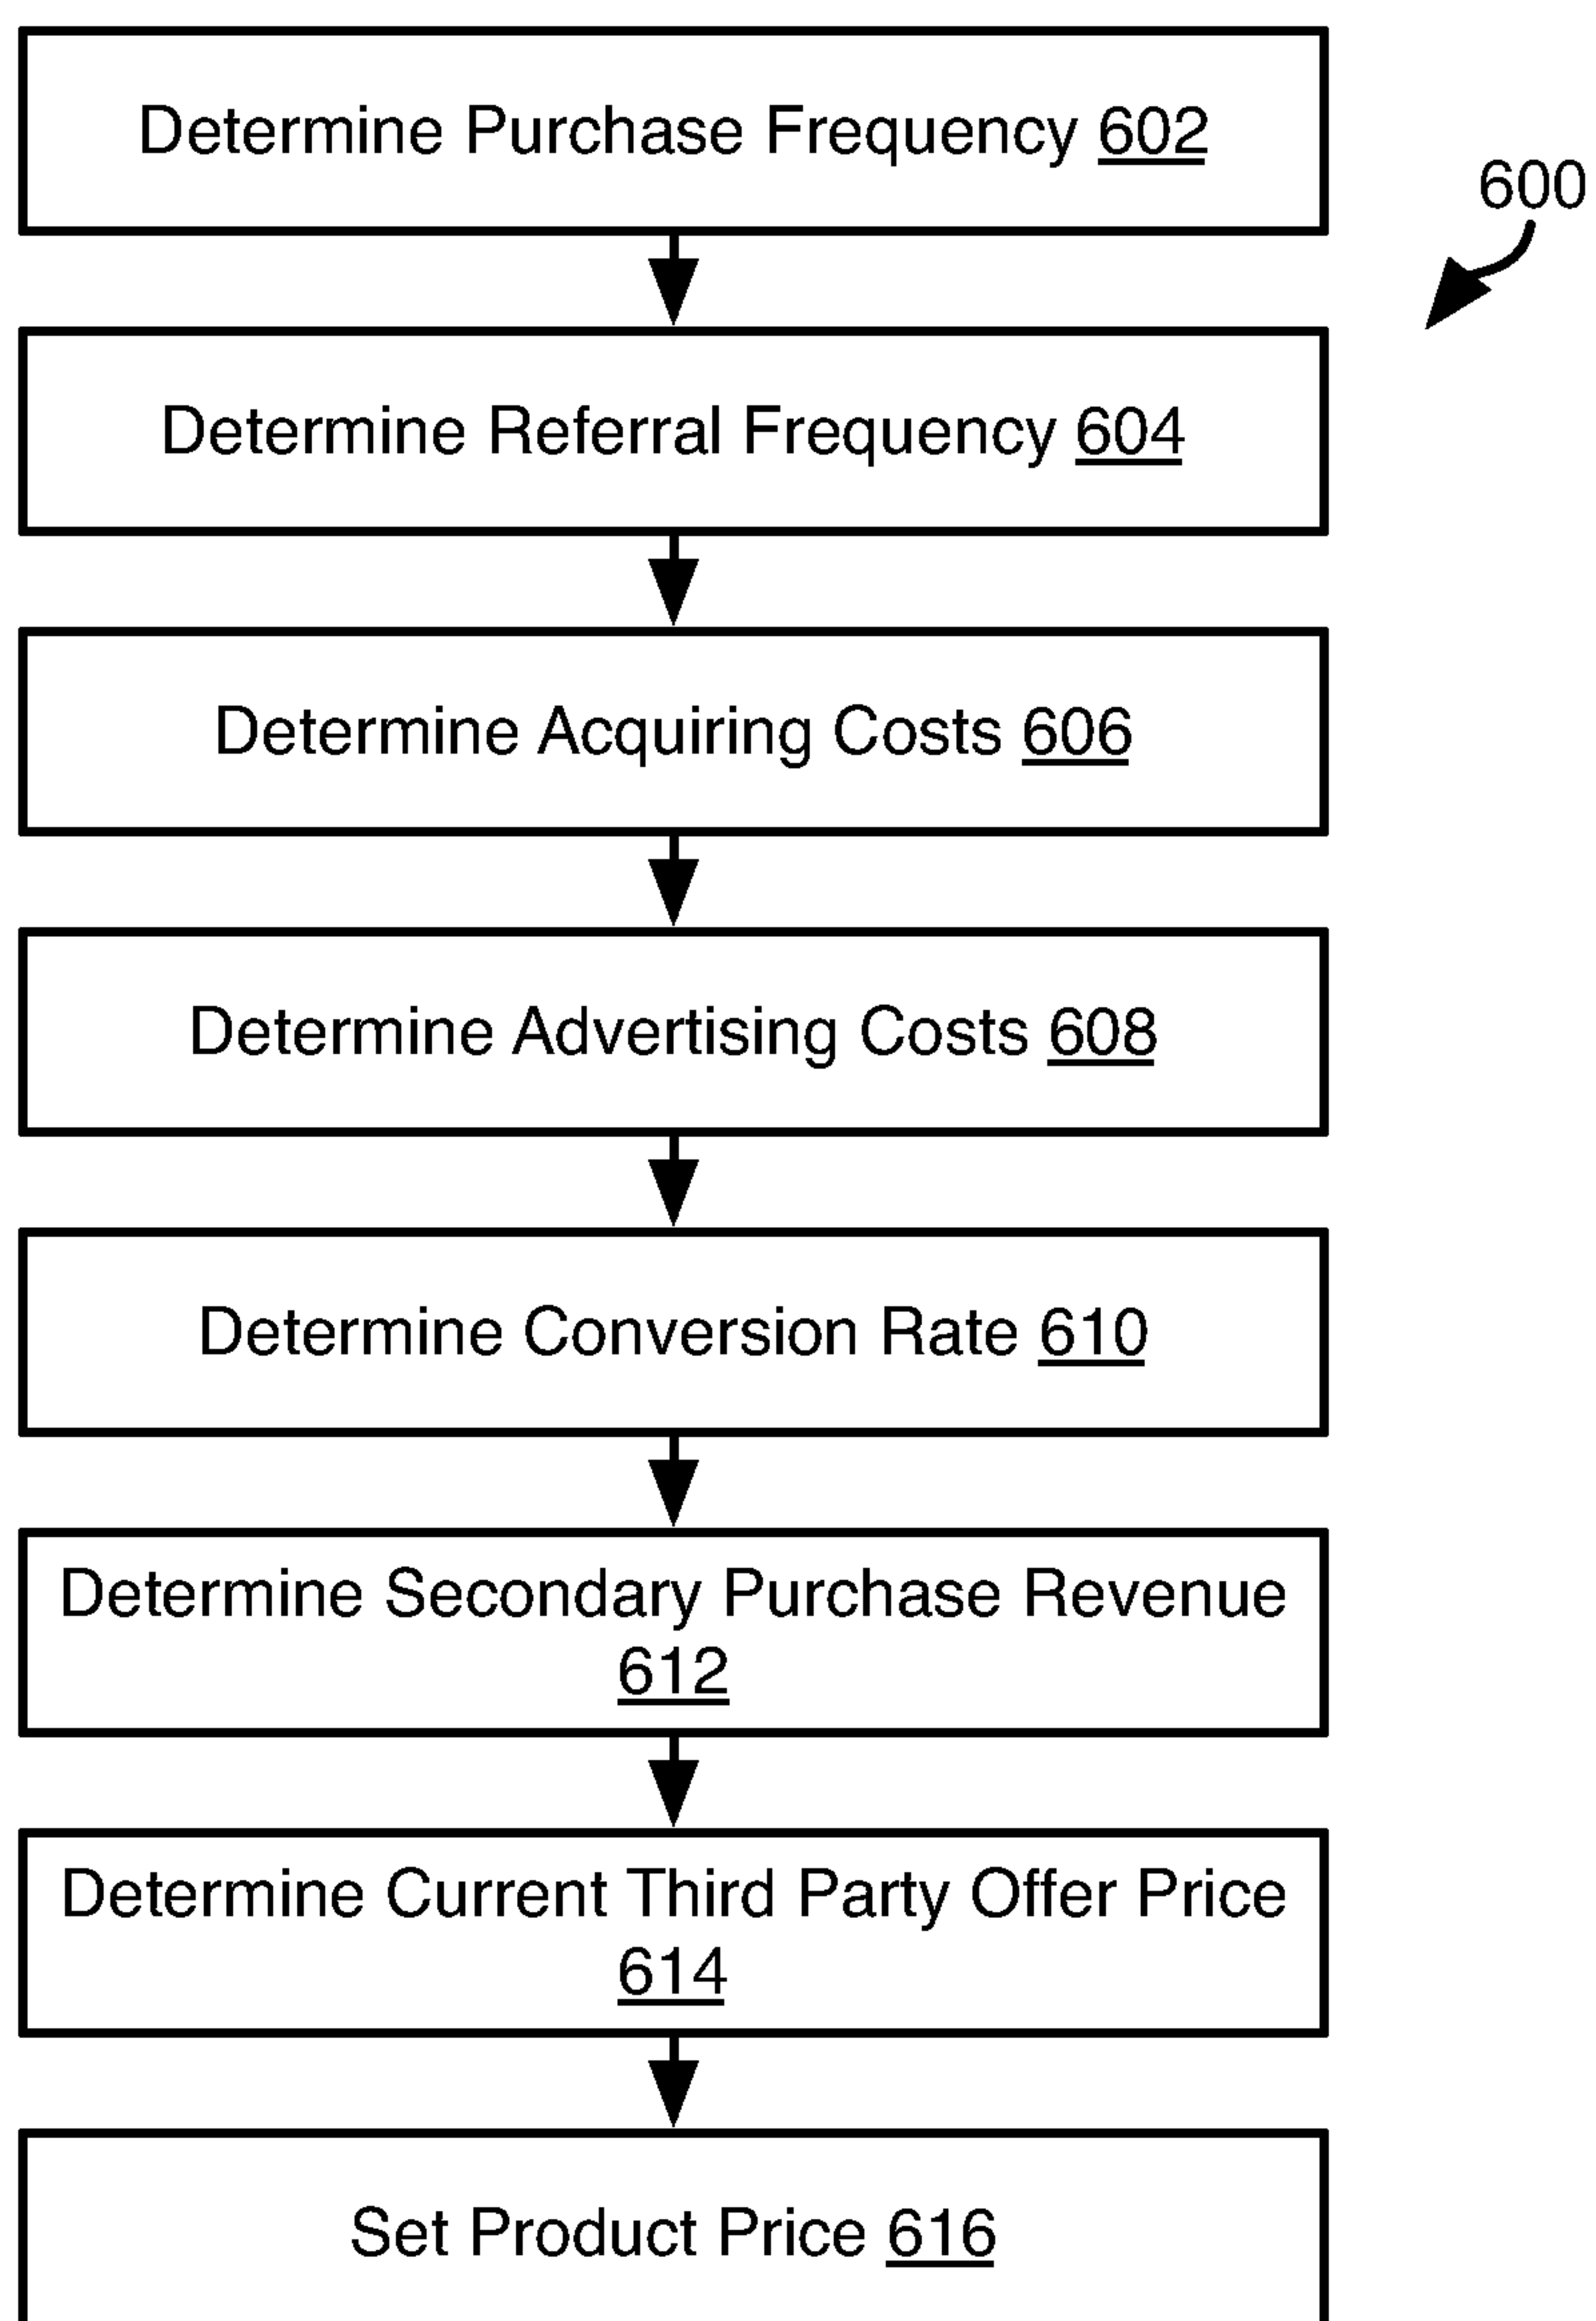 Determine Purchase Frequency 602
600
Determine Referral Frequency 604
Determine Acquiring Costs 606
Determine Advertising Costs 608
Determine Conversion Rate 610
Determine Secondary Purchase Revenue
612
Determine Current Third Party Offer Price
614
Set Product Price 616